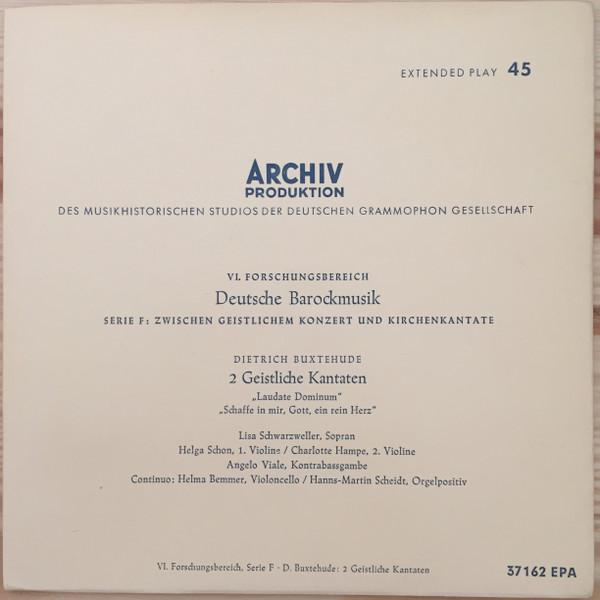 EXTENDED PLAY 45
ARCHIV
PRODUKTION
DES MUSIKHISTORISCHEN STUDIOS DER DEUTSCHEN GRAMMOPHON GESELLSCHAFT
VI. FORSCHUNGSBEREICH
Deutsche Barockmusik
SERIE F: ZWISCHEN GEISTLICHEM KONZERT UND KIRCHENKANTATE
DIETRICH BUXTEHUDE
2 Geistliche Kantaten
„Laudate Dominum“
„Schaffe in mir, Gott, ein rein Herz“
Lisa Schwarzweller, Sopran
Helga Schon, 1. Violine / Charlotte Hampe, 2. Violine
Angelo Viale, Kontrabassgambe
Continuo: Helma Bemmer, Violoncello / Hanns-Martin Scheidt, Orgelpositiv
VI. Forschungsbereich, Serie F - D. Buxtehude: 2 Geistliche Kantaten
37162 EPA